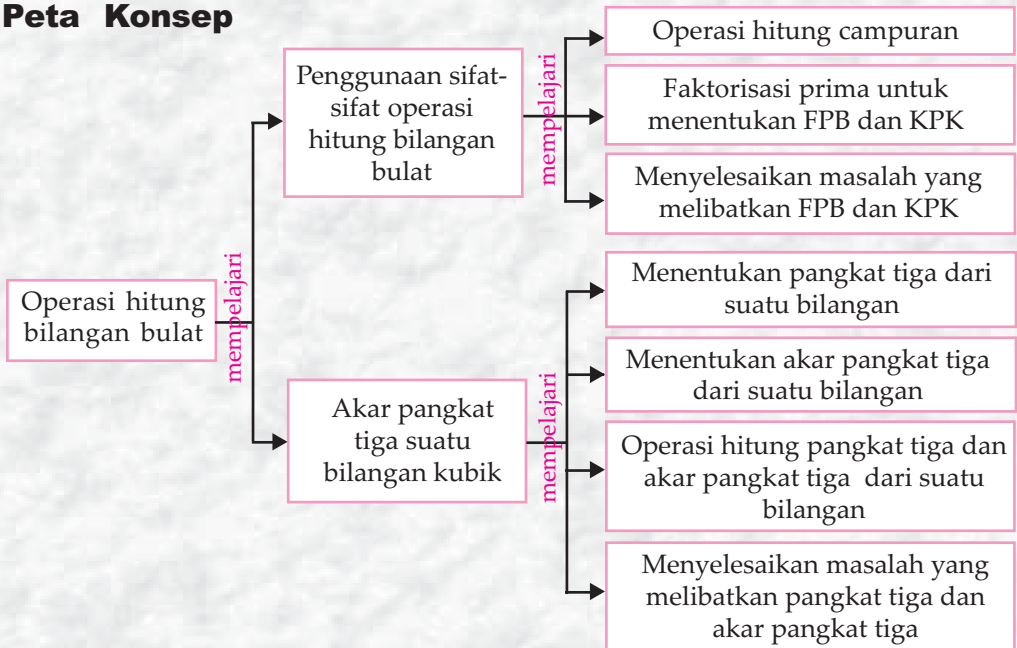 Peta Konsep
Operasi hitung
bilangan bulat
mempelajari
Penggunaan sifat-
sifat operasi
hitung bilangan
bulat
mempelajari
Operasi hitung campuran
Faktorisasi prima untuk
menentukan FPB dan KPK
Menyelesaikan masalah yang
melibatkan FPB dan KPK
Akar pangkat
tiga suatu
bilangan kubik
mempelajari
Menentukan pangkat tiga dari
suatu bilangan
Menentukan akar pangkat tiga
dari suatu bilangan
Operasi hitung pangkat tiga dan
akar pangkat tiga dari suatu
bilangan
Menyelesaikan masalah yang
melibatkan pangkat tiga dan
akar pangkat tiga